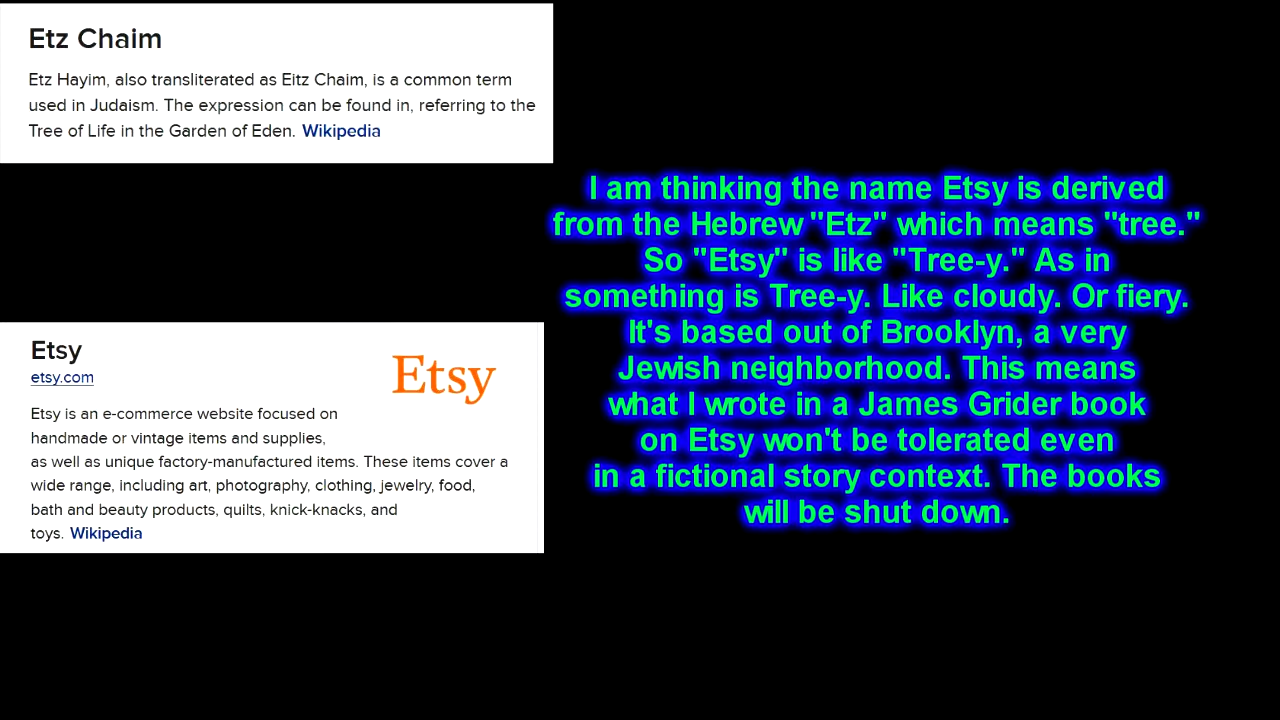 Etz Chaim
Etz Hayim, also transliterated as Eitz Chaim, is a common term
used in Judaism. The expression can be found in, referring to the
Tree of Life in the Garden of Eden. Wikipedia
I am thinking the name Etsy is derived
from the Hebrew "Etz" which means "tree."
So "Etsy" is like "Tree-y." As in
something is Tree-y. Like cloudy. Or fiery.
It's based out of Brooklyn, a very
Jewish neighborhood. This means
what I wrote in a James Grider book
on Etsy won't be tolerated even
in a fictional story context. The books
will be shut down.
Etsy
etsy.com
Etsy
Etsy is an e-commerce website focused on
handmade or vintage items and supplies,
as well as unique factory-manufactured items. These items cover a
wide range, including art, photography, clothing, jewelry, food,
bath and beauty products, quilts, knick-knacks, and
toys. Wikipedia